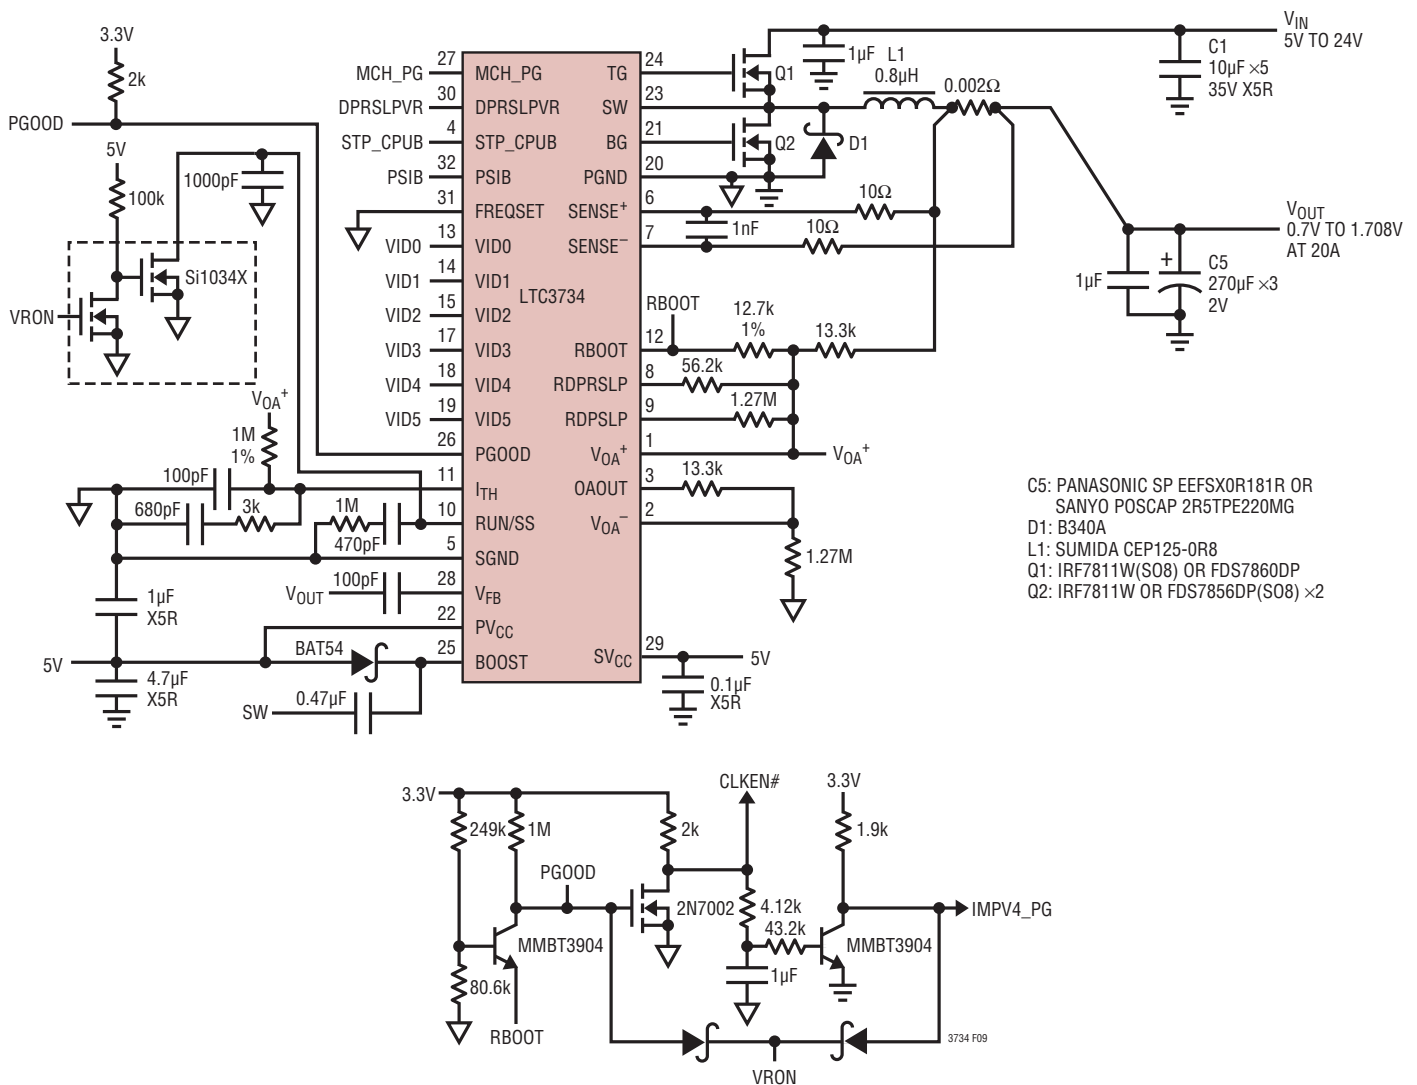 3.3V
2k
PGOOD
5V
100k
1000pF
Si1034X
VRON
VOA+
1M
1%
100pF
680pF
3k
1M
470pF
100pF
VOUT
1µF
X5R
5V
4.7µF
X5R
BAT54
0.47µF
SW
MCH_PG
DPRSLPVR
STP_CPUB
PSIB
VID0
VID1
VID2
VID3
VID4
VID5
27 MCH_PG
30 DPRSLPVR
4 STP_CPUB
32 PSIB
31 FREQSET
13 VID0
14 VID1
15 VID2
17 VID3
18 VID4
19 VID5
26 PGOOD
11 ITH
10 RUN/SS
5 SGND
28 VFB
22 PVCC
25 BOOST
LTC3734
TG 24
SW 23
BG 21
PGND 20
SENSE+ 6
SENSE– 7
RBOOT 12
RDPRSLP 8
RDPSLP 9
VOA+ 1
OAOUT 3
VOA– 2
SVCC 29
Q1
Q2
1µF
L1
0.8µH
0.002Ω
D1
10Ω
10Ω
1nF
RBOOT
12.7k
1%
13.3k
56.2k
1.27M
VOA+
13.3k
1.27M
5V
0.1µF
X5R
VIN
5V TO 24V
C1
10µF ×5
35V X5R
VOUT
0.7V TO 1.708V
AT 20A
1µF
+
C5
270µF ×3
2V
C5: PANASONIC SP EEFSX0R181R OR
SANYO POSCAP 2R5TPE220MG
D1: B340A
L1: SUMIDA CEP125-0R8
Q1: IRF7811W(SO8) OR FDS7860DP
Q2: IRF7811W OR FDS7856DP(SO8) ×2
3.3V
249k
1M
2k
CLKEN#
3.3V
1.9k
PGOOD
2N7002
4.12k
43.2k
IMPV4_PG
MMBT3904
MMBT3904
80.6k
1µF
RBOOT
VRON
3734 F09